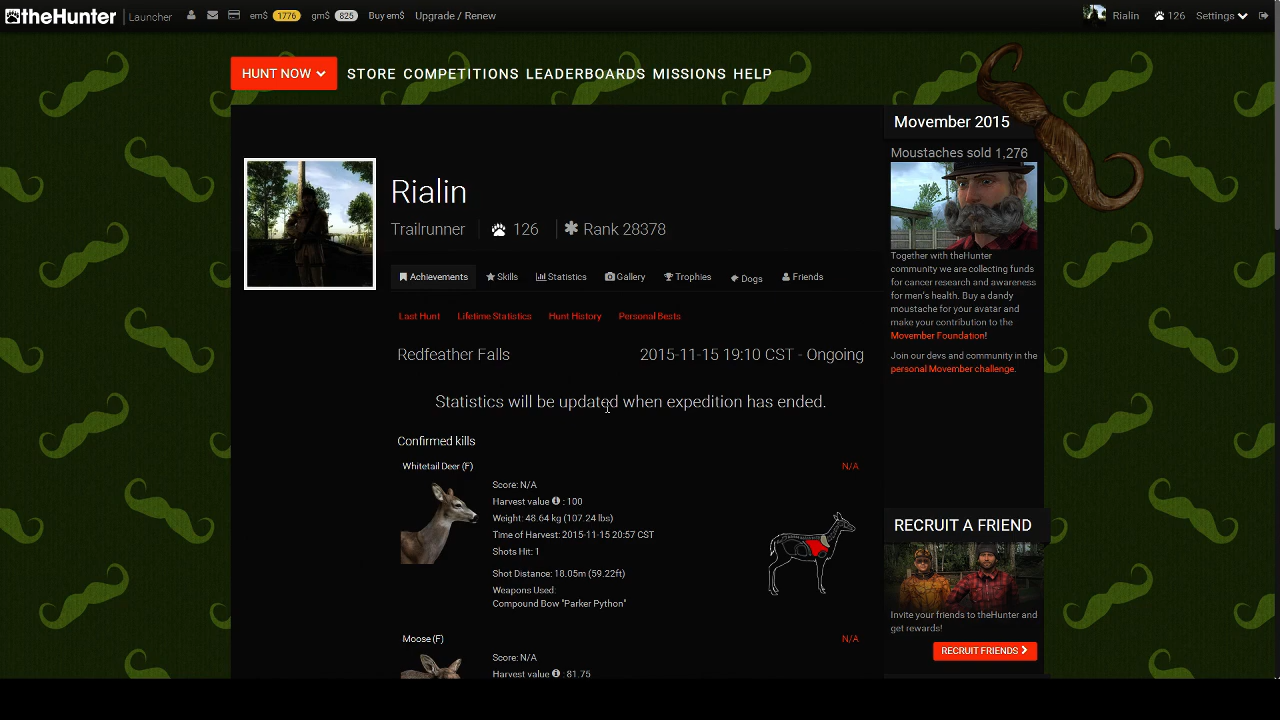 theHunter Launcher em$ 1776 gm$ 825 Buy em$ Upgrade / Renew Rialin 126 Settings
HUNT NOW STORE COMPETITIONS LEADERBOARDS MISSIONS HELP
Rialin
Trailrunner 126 Rank 28378
Achievements Skills Statistics Gallery Trophies Dogs Friends
Last Hunt Lifetime Statistics Hunt History Personal Bests
Redfeather Falls 2015-11-15 19:10 CST - Ongoing
Statistics will be updated when expedition has ended.
Confirmed kills
Whitetail Deer (F) N/A
Score: N/A
Harvest value : 100
Weight: 48.64 kg (107.24 lbs)
Time of Harvest: 2015-11-15 20:57 CST
Shots Hit: 1
Shot Distance: 18.05m (59.22ft)
Weapons Used:
Compound Bow "Parker Python"
Moose (F) N/A
Score: N/A
Harvest value : 81.75
Movember 2015
Moustaches sold 1,276
Together with theHunter
community we are collecting funds
for cancer research and awareness
for men's health. Buy a dandy
moustache for your avatar and
make your contribution to the
Movember Foundation!
Join our devs and community in the
personal Movember challenge.
RECRUIT A FRIEND
Invite your friends to theHunter and
get rewards!
RECRUIT FRIENDS